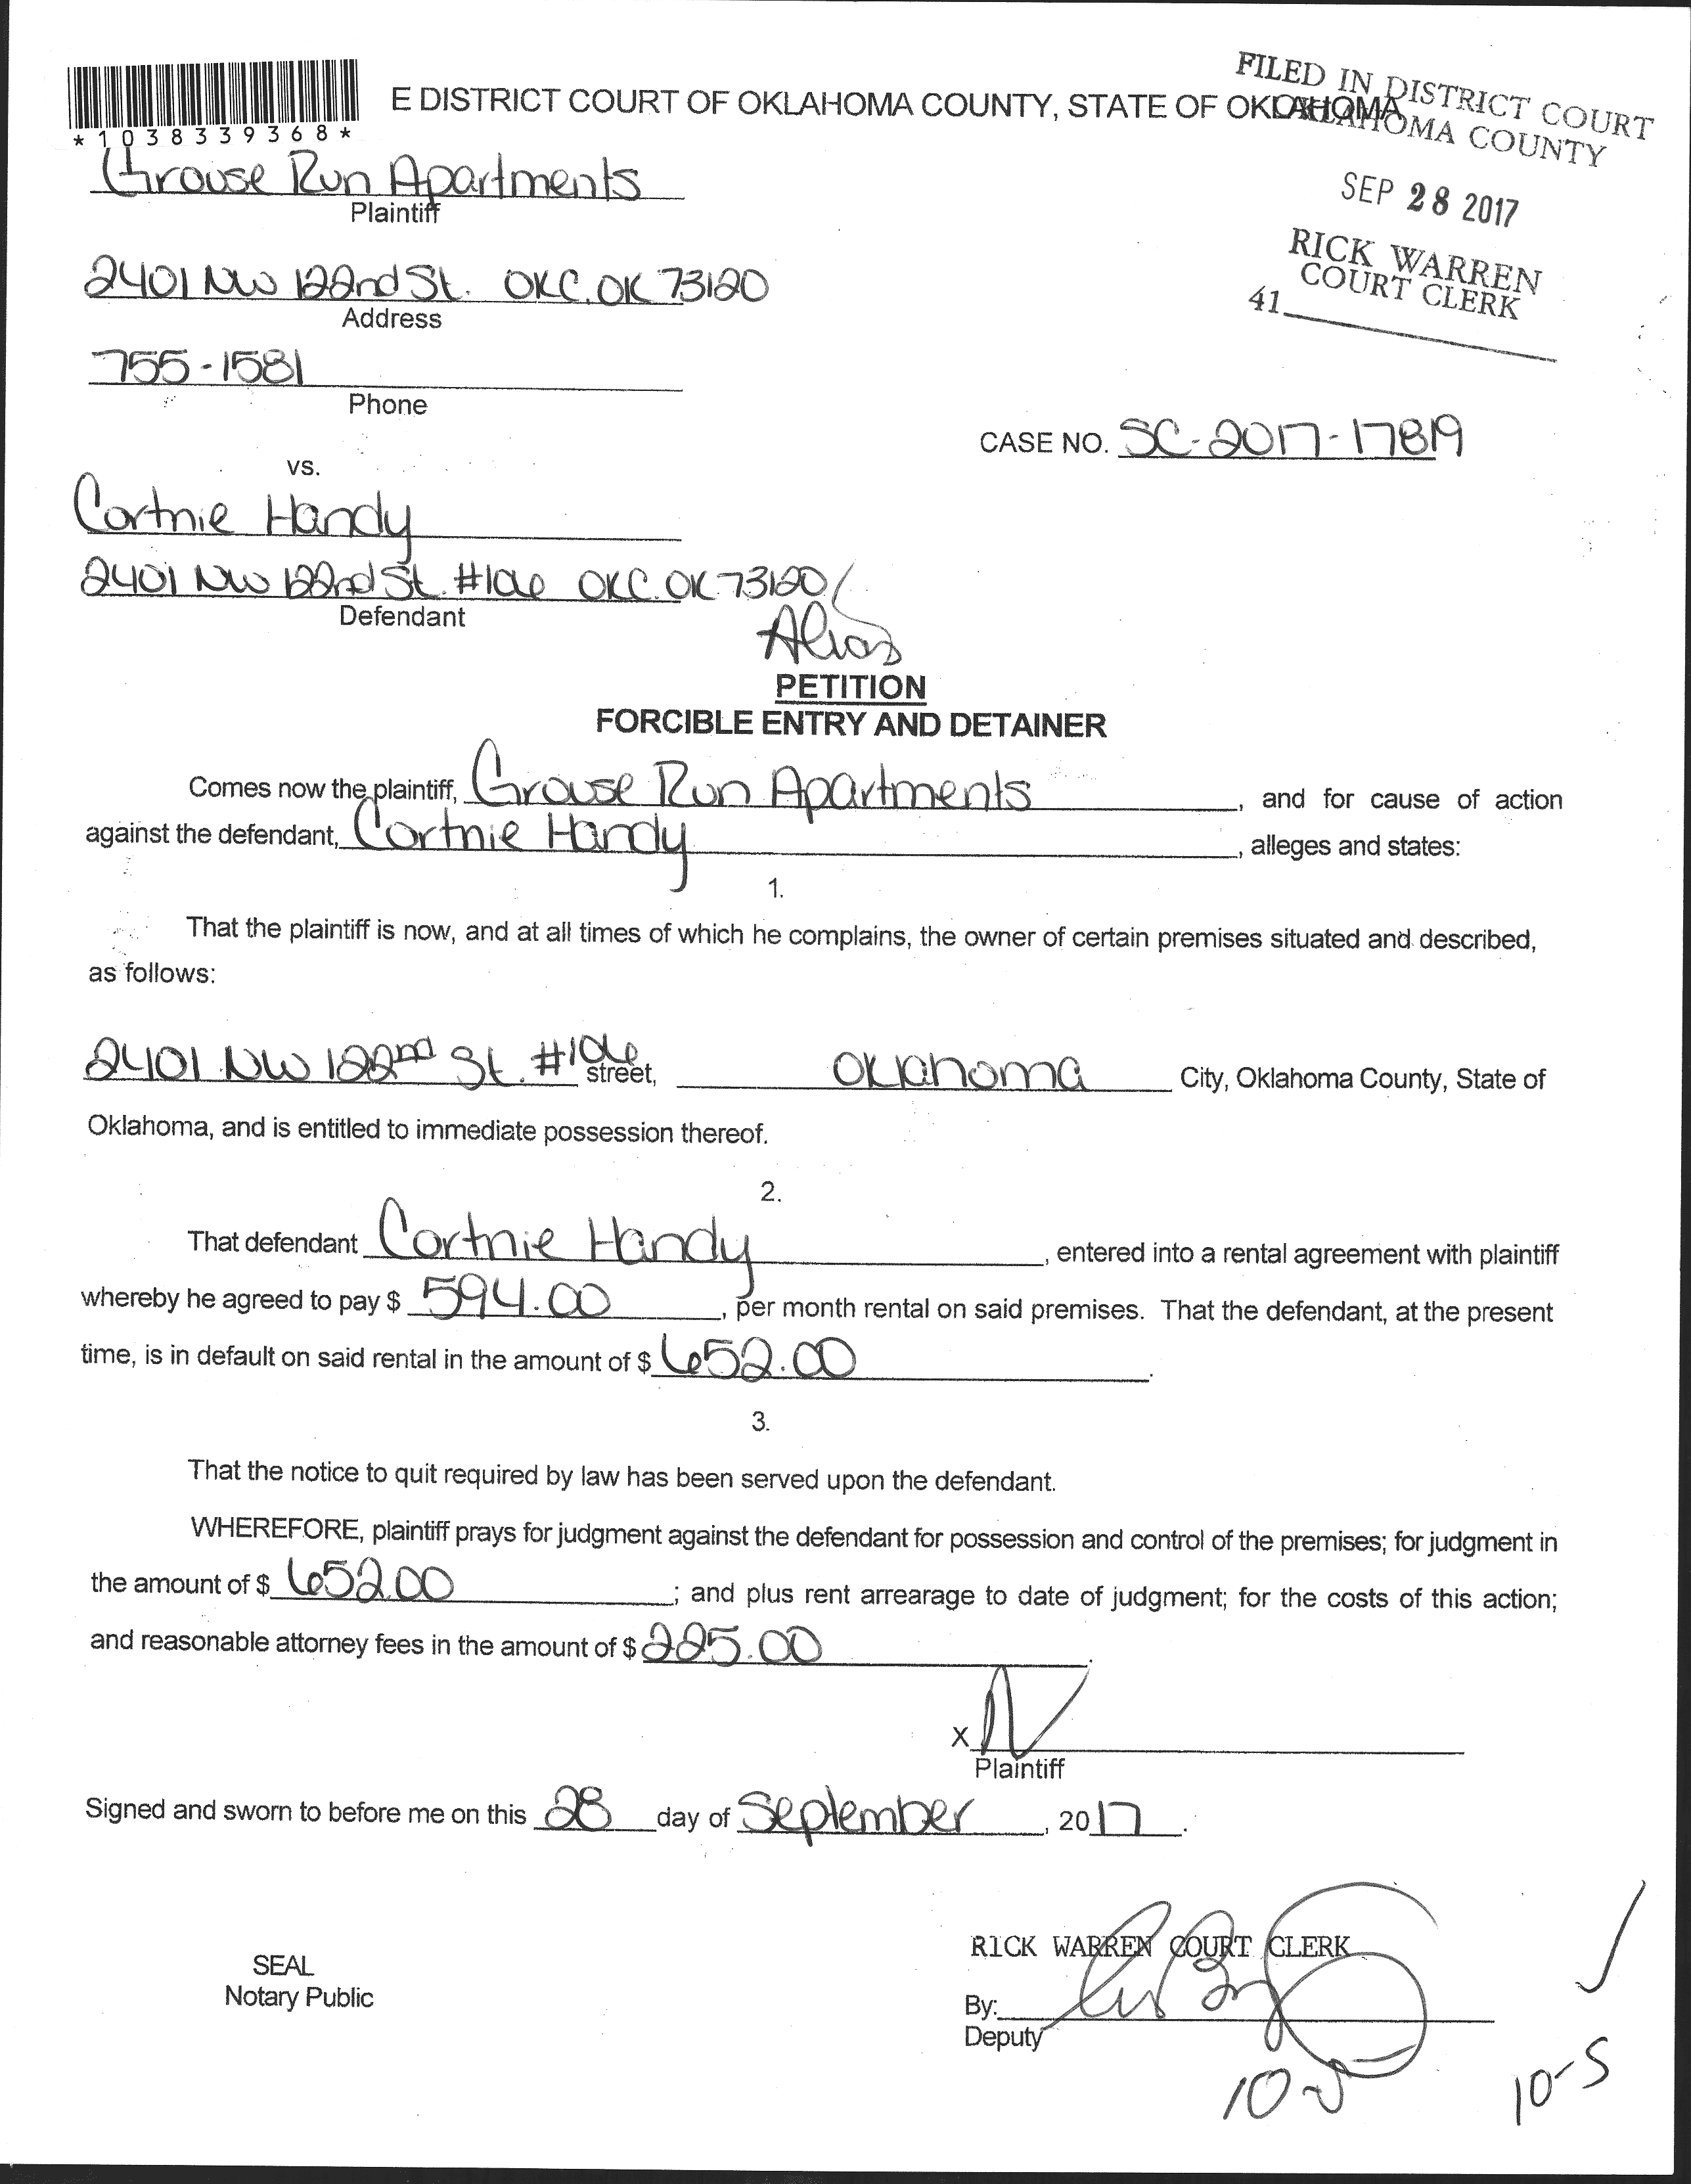 E DISTRICT COURT OF OKLAHOMA COUNTY, STATE OF OKLAHOMA
*1038339368*
FILED IN DISTRICT COURT
OKLAHOMA COUNTY
SEP 28 2017
RICK WARREN
COURT CLERK
41
Grouse Run Apartments
Plaintiff
2401 NW 122nd St. OKC. OK 73120
Address
755-1581
Phone
CASE NO. SC-2017-17819
vs.
Cortnie Handy
2401 NW 122nd St. #106 OKC. OK 73120
Defendant
Alias
PETITION
FORCIBLE ENTRY AND DETAINER
Comes now the plaintiff, Grouse Run Apartments, and for cause of action
against the defendant, Cortnie Handy, alleges and states:
1.
That the plaintiff is now, and at all times of which he complains, the owner of certain premises situated and described,
as follows:
2401 NW 122nd St. #106 street, Oklahoma City, Oklahoma County, State of
Oklahoma, and is entitled to immediate possession thereof.
2.
That defendant Cortnie Handy, entered into a rental agreement with plaintiff
whereby he agreed to pay $ 594.00, per month rental on said premises. That the defendant, at the present
time, is in default on said rental in the amount of $ 652.00.
3.
That the notice to quit required by law has been served upon the defendant.
WHEREFORE, plaintiff prays for judgment against the defendant for possession and control of the premises; for judgment in
the amount of $ 652.00; and plus rent arrearage to date of judgment; for the costs of this action;
and reasonable attorney fees in the amount of $ 225.00.
X
Plaintiff
Signed and sworn to before me on this 28 day of September, 2017.
SEAL
Notary Public
RICK WARREN COURT CLERK
By:
Deputy
10-5